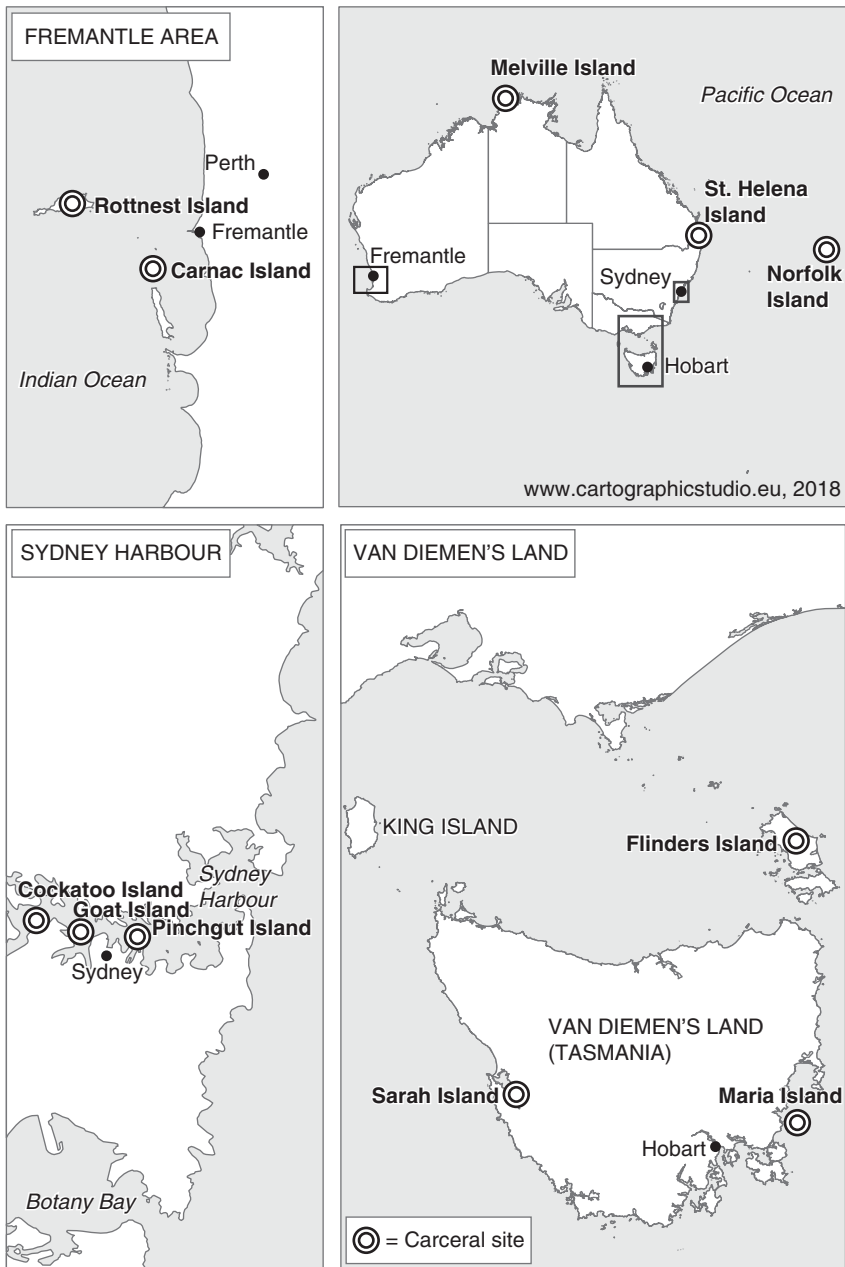 FREMANTLE AREA
Perth
Rottnest Island
Fremantle
Carnac Island
Indian Ocean
Melville Island
Pacific Ocean
St. Helena
Island
Fremantle
Sydney
Norfolk
Island
Hobart
www.cartographicstudio.eu, 2018
SYDNEY HARBOUR
Sydney
Harbour
Cockatoo Island
Goat Island
Pinchgut Island
Sydney
Botany Bay
VAN DIEMEN'S LAND
KING ISLAND
Flinders Island
VAN DIEMEN'S LAND
(TASMANIA)
Sarah Island
Maria Island
Hobart
= Carceral site